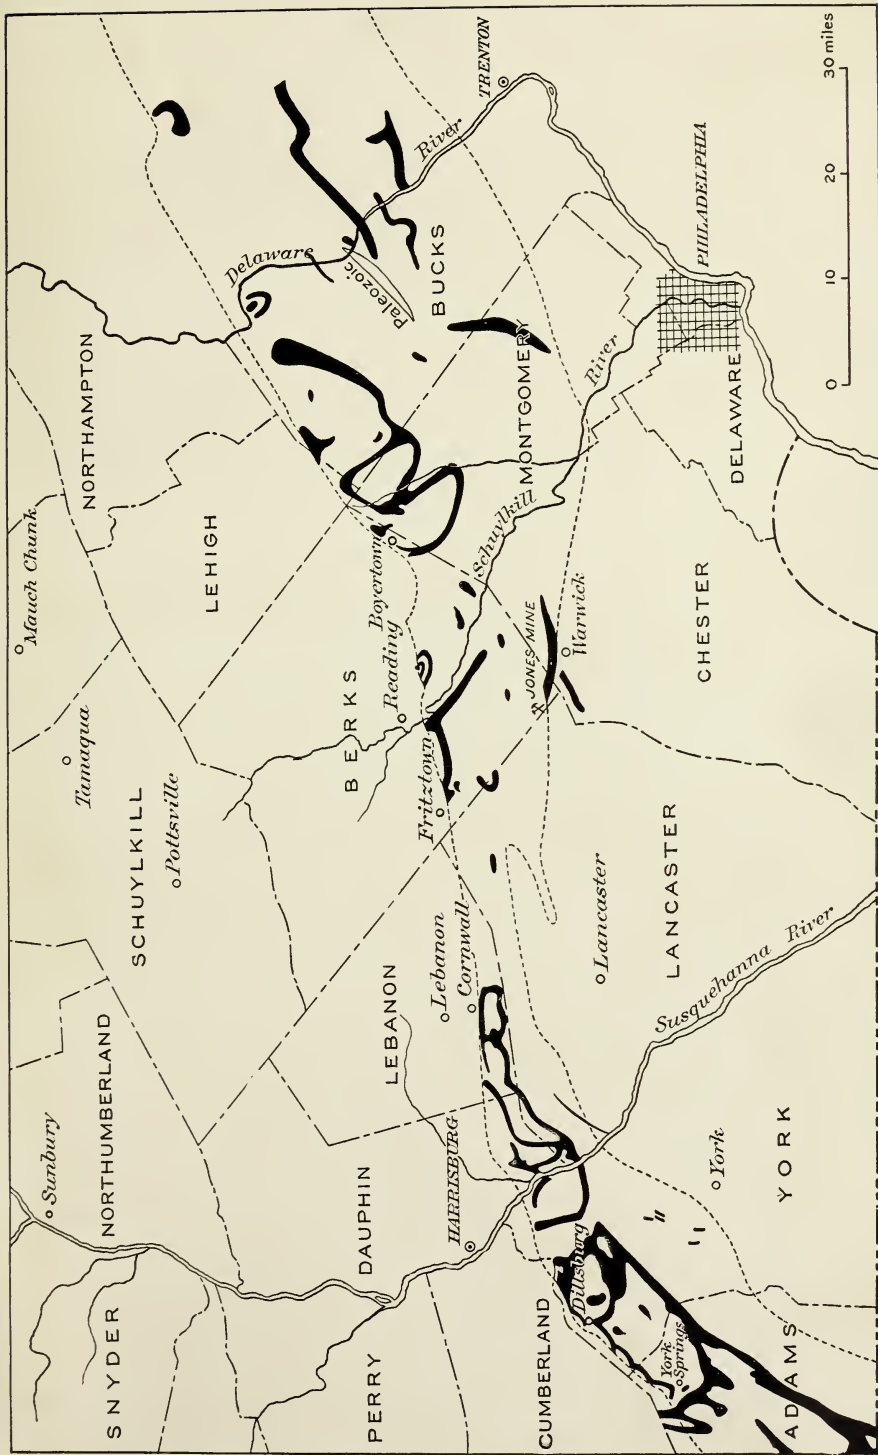 SNYDER
Sunbury
NORTHUMBERLAND
SCHUYLKILL
Pottsville
Tamaqua
Mauch Chunk
NORTHAMPTON
LEHIGH
PERRY
DAUPHIN
HARRISBURG
LEBANON
Lebanon
Cornwall
BERKS
Reading
Fritztown
Boyertown
Delaware
River
Paleozoic
BUCKS
TRENTON
CUMBERLAND
Dillsburg
York
Springs
ADAMS
YORK
York
Susquehanna River
LANCASTER
Lancaster
JONES MINE
Warwick
CHESTER
Schuylkill
River
MONTGOMERY
DELAWARE
PHILADELPHIA
0 10 20 30 miles